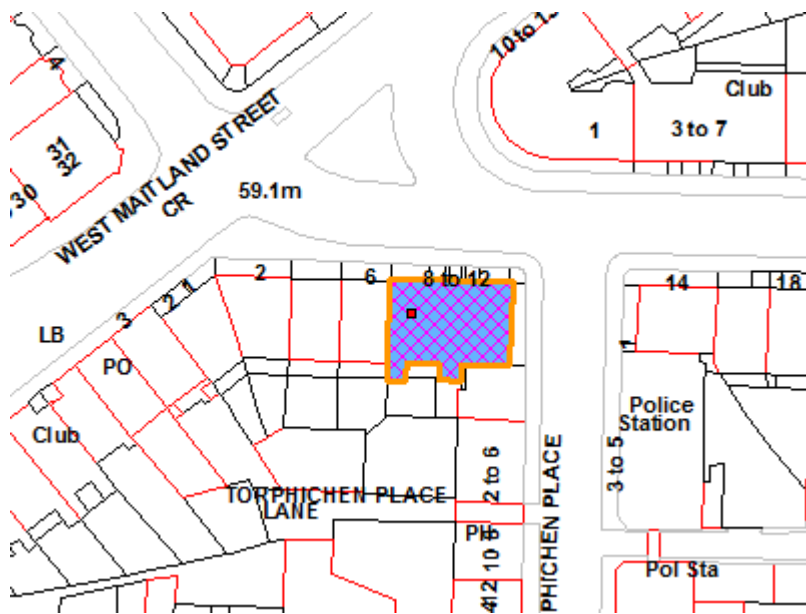 10 to 13
4
Club
1
3 to 7
31
32
30
WEST MAITLAND STREET
CR
59.1m
2
6
8 to 12
14
18
1
2
3
LB
PO
1
Police
Station
Club
3 to 5
2 to 6
TORPHICHEN PLACE
LANE
PHICHEN PLACE
PH
8
10
12
Pol Sta